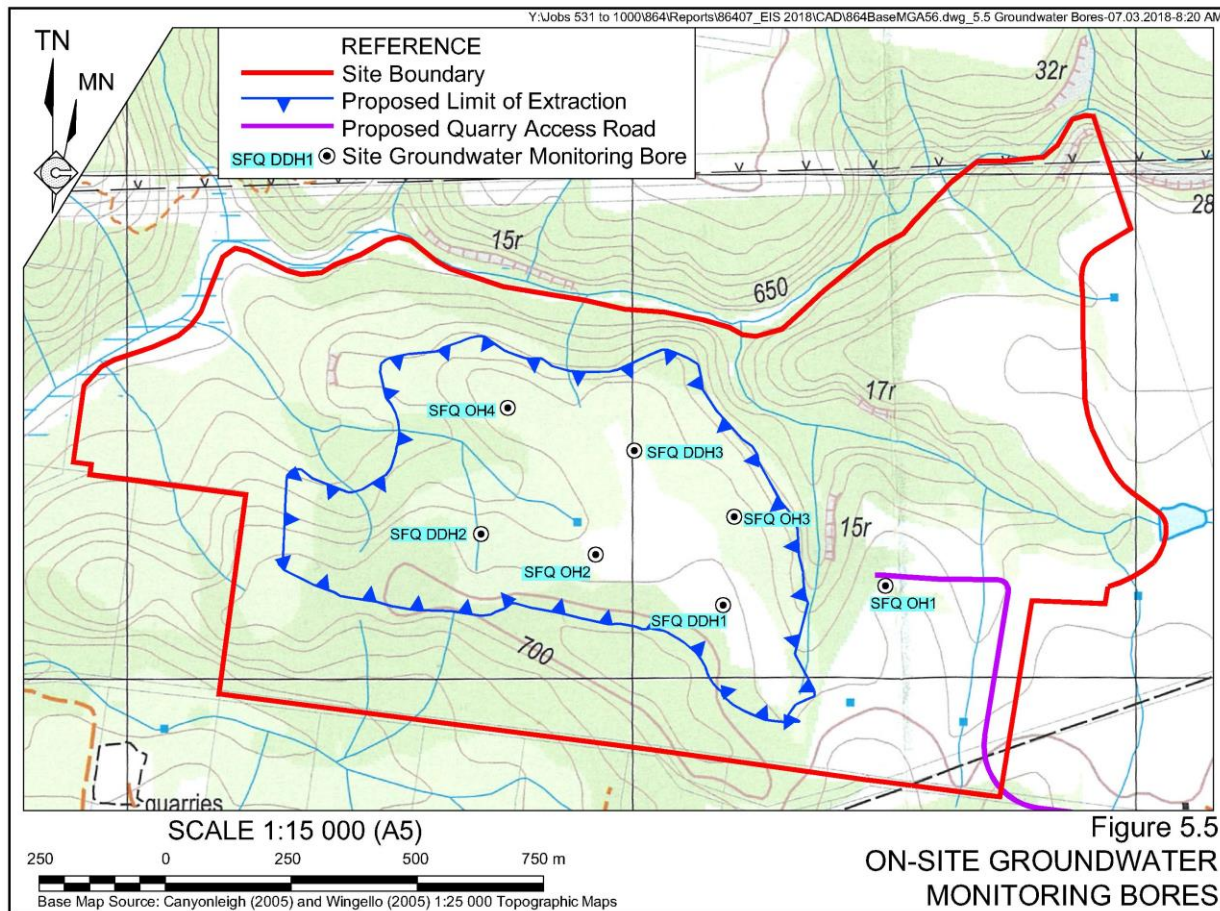 Y:\Jobs 531 to 1000\864\Reports\86407_EIS 2018\CAD\864BaseMGA56.dwg_5.5 Groundwater Bores-07.03.2018-8:20 AM
TN
MN
REFERENCE
Site Boundary
Proposed Limit of Extraction
Proposed Quarry Access Road
SFQ DDH1 Site Groundwater Monitoring Bore
32r
28
15r
650
17r
SFQ OH4
SFQ DDH3
SFQ OH3
15r
SFQ DDH2
SFQ OH2
SFQ OH1
SFQ DDH1
700
quarries
SCALE 1:15 000 (A5)
250 0 250 500 750 m
Base Map Source: Canyonleigh (2005) and Wingello (2005) 1:25 000 Topographic Maps
Figure 5.5
ON-SITE GROUNDWATER
MONITORING BORES